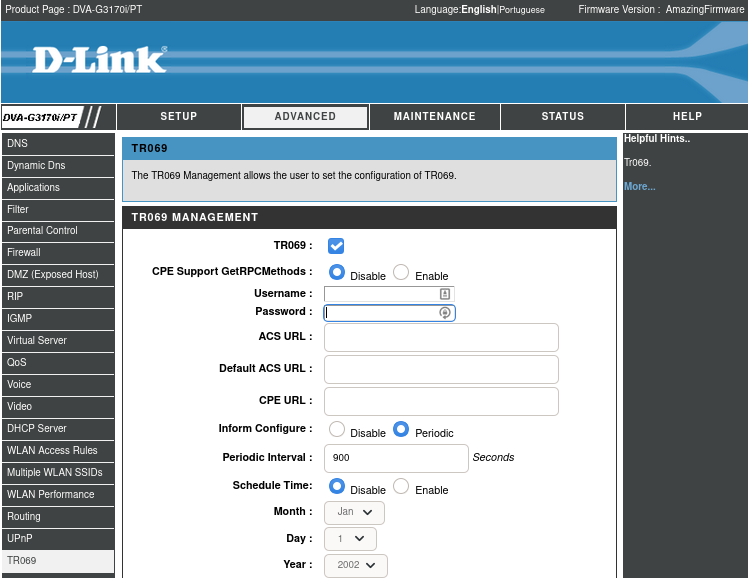 Product Page : DVA-G3170i/PT
Language:English|Portuguese
Firmware Version : AmazingFirmware
D-Link®
DVA-G3170i/PT
SETUP
ADVANCED
MAINTENANCE
STATUS
HELP
DNS
Dynamic Dns
Applications
Filter
Parental Control
Firewall
DMZ (Exposed Host)
RIP
IGMP
Virtual Server
QoS
Voice
Video
DHCP Server
WLAN Access Rules
Multiple WLAN SSIDs
WLAN Performance
Routing
UPnP
TR069
TR069
The TR069 Management allows the user to set the configuration of TR069.
TR069 MANAGEMENT
TR069 :
CPE Support GetRPCMethods : Disable Enable
Username :
Password :
ACS URL :
Default ACS URL :
CPE URL :
Inform Configure : Disable Periodic
Periodic Interval : 900 Seconds
Schedule Time: Disable Enable
Month : Jan
Day : 1
Year : 2002
Helpful Hints..
Tr069.
More...